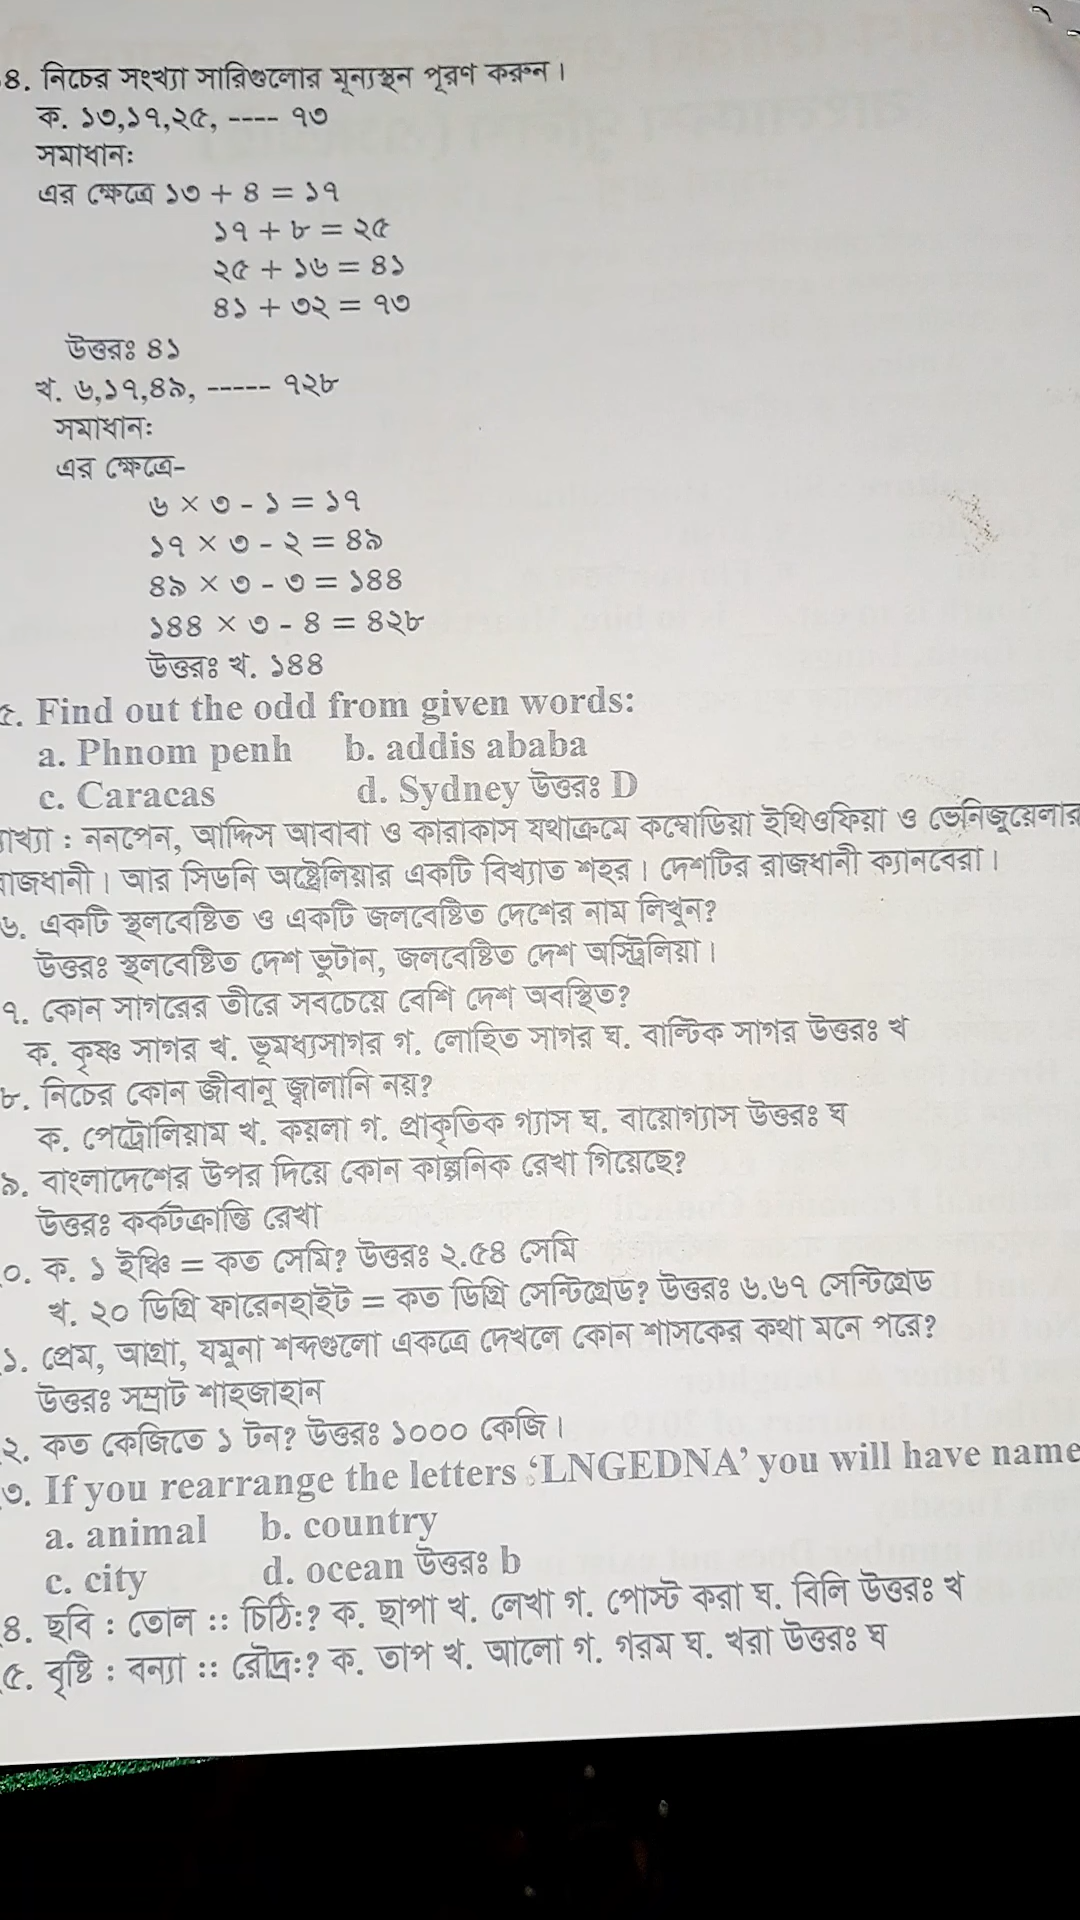 ৪. নিচের সংখ্যা সারিগুলোর মূন্যস্থন পূরণ করুন।
ক. ১৩,১৭,২৫, ---- ৭৩
সমাধান:
এর ক্ষেত্রে ১৩ + 8 = ১৭
১৭ + ৮ = ২৫
২৫ + ১৬ = ৪১
৪১ + ৩২ = ৭৩
উত্তরঃ ৪১
খ. ৬,১৭,৪৯, ----- ৭২৮
সমাধান:
এর ক্ষেত্রে-
৬ × ৩ - ১ = ১৭
১৭ × ৩ - ২ = ৪৯
৪৯ × ৩ - ৩ = ১৪৪
১৪৪ × ৩ - ৪ = ৪২৮
উত্তরঃ খ. ১৪৪
৫. Find out the odd from given words:
a. Phnom penh b. addis ababa
c. Caracas d. Sydney উত্তরঃ D
াখ্যা : ননপেন, আদ্দিস আবাবা ও কারাকাস যথাক্রমে কম্বোডিয়া ইথিওফিয়া ও ভেনিজুয়েলার
রাজধানী। আর সিডনি অষ্ট্রেলিয়ার একটি বিখ্যাত শহর। দেশটির রাজধানী ক্যানবেরা।
৬. একটি স্থলবেষ্টিত ও একটি জলবেষ্টিত দেশের নাম লিখুন?
উত্তরঃ স্থলবেষ্টিত দেশ ভূটান, জলবেষ্টিত দেশ অস্ট্রিলিয়া।
৭. কোন সাগরের তীরে সবচেয়ে বেশি দেশ অবস্থিত?
ক. কৃষ্ণ সাগর খ. ভূমধ্যসাগর গ. লোহিত সাগর ঘ. বাল্টিক সাগর উত্তরঃ খ
৮. নিচের কোন জীবানু জ্বালানি নয়?
ক. পেট্রোলিয়াম খ. কয়লা গ. প্রাকৃতিক গ্যাস ঘ. বায়োগ্যাস উত্তরঃ ঘ
৯. বাংলাদেশের উপর দিয়ে কোন কাল্পনিক রেখা গিয়েছে?
উত্তরঃ কর্কটক্রান্তি রেখা
০. ক. ১ ইঞ্চি = কত সেমি? উত্তরঃ ২.৫৪ সেমি
খ. ২০ ডিগ্রি ফারেনহাইট = কত ডিগ্রি সেন্টিগ্রেড? উত্তরঃ ৬.৬৭ সেন্টিগ্রেড
১. প্রেম, আগ্রা, যমূনা শব্দগুলো একত্রে দেখলে কোন শাসকের কথা মনে পরে?
উত্তরঃ সম্রাট শাহজাহান
২. কত কেজিতে ১ টন? উত্তরঃ ১০০০ কেজি।
৩. If you rearrange the letters ‘LNGEDNA’ you will have name
a. animal b. country
c. city d. ocean উত্তরঃ b
৪. ছবি : তোল :: চিঠি:? ক. ছাপা খ. লেখা গ. পোস্ট করা ঘ. বিলি উত্তরঃ খ
৫. বৃষ্টি : বন্যা :: রৌদ্র:? ক. তাপ খ. আলো গ. গরম ঘ. খরা উত্তরঃ ঘ